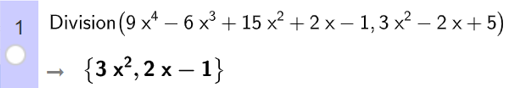 1 Division(9 x⁴ – 6 x³ + 15 x² + 2 x – 1, 3 x² – 2 x + 5)
→ {3 x², 2 x – 1}